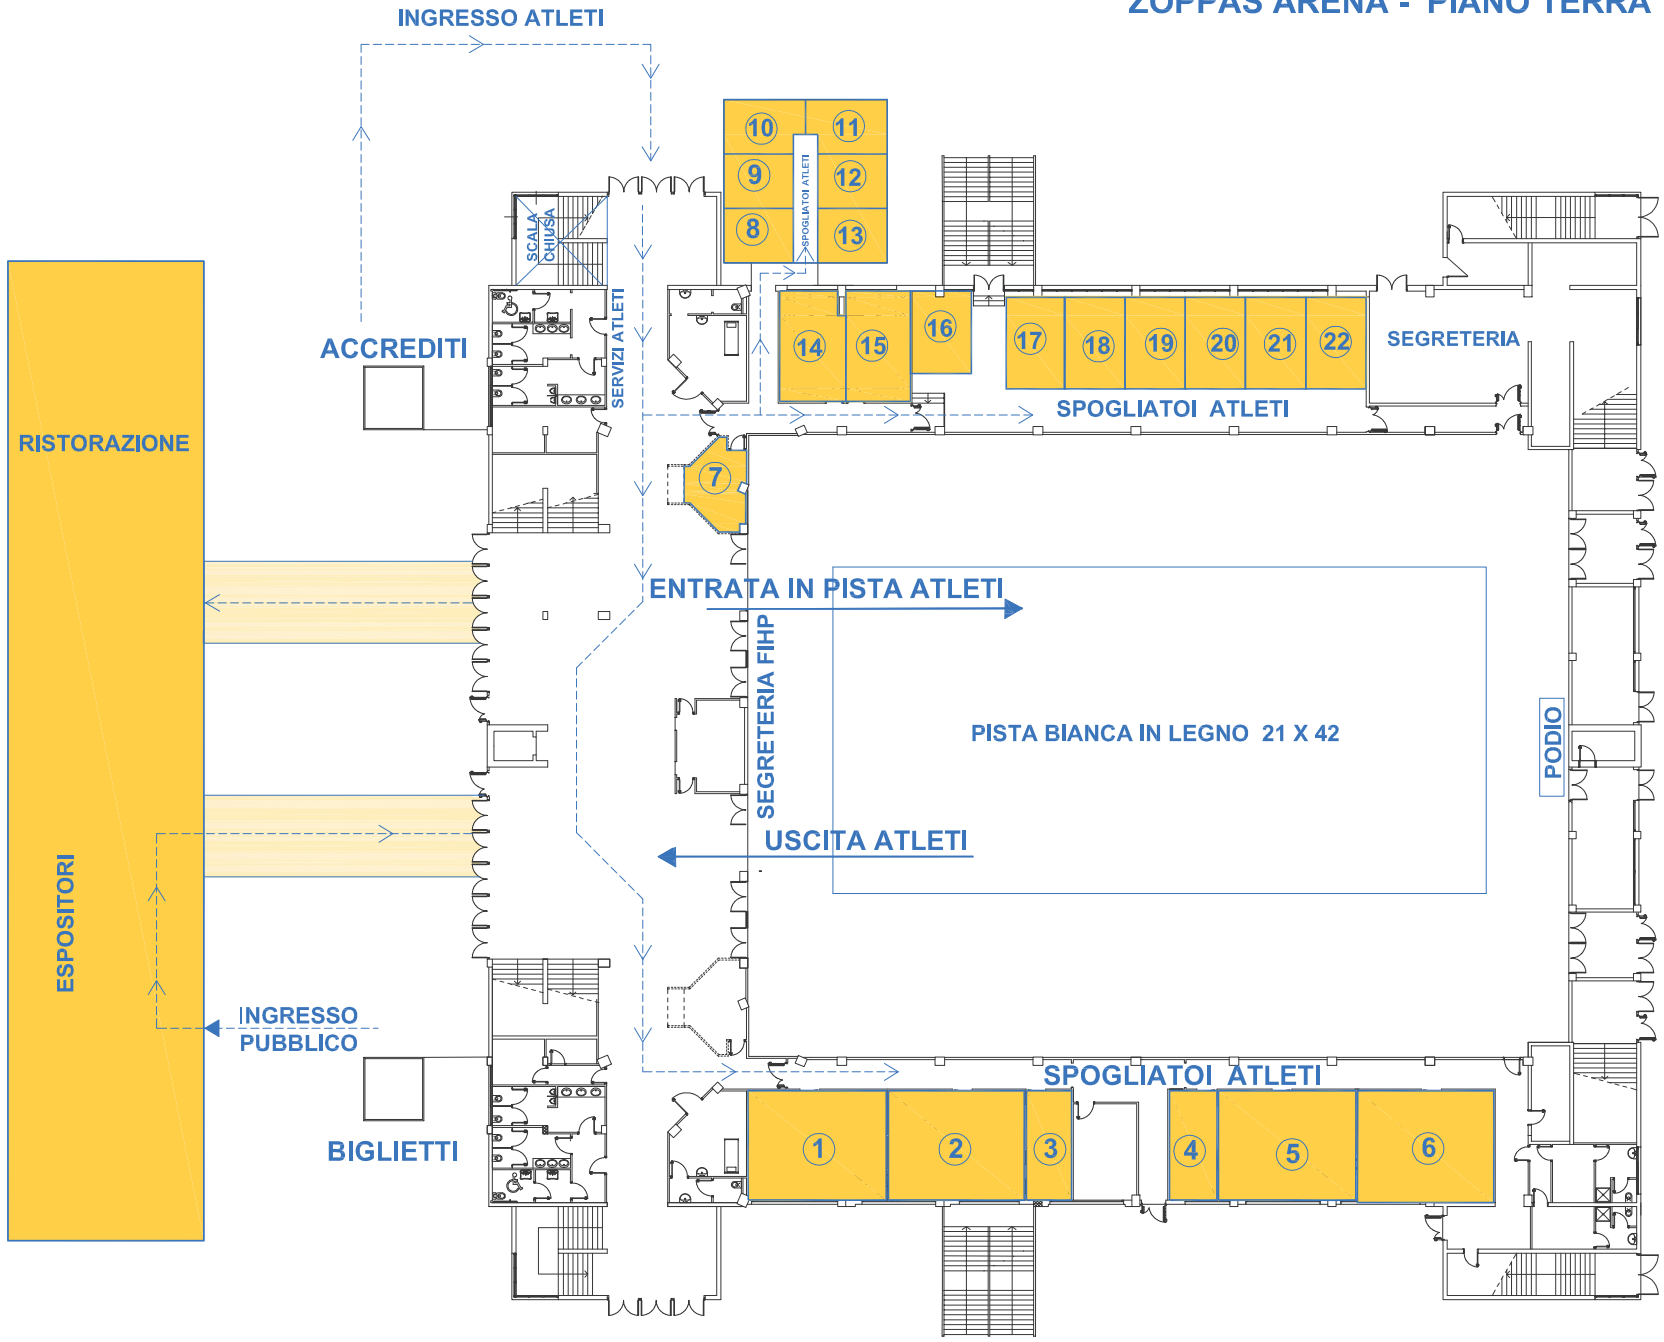 ZOPPAS ARENA - PIANO TERRA
INGRESSO ATLETI
10
11
9
12
8
13
SPOGLIATOI ATLETI
SCALA
CHIUSA
SERVIZI ATLETI
ACCREDITI
14
15
16
17
18
19
20
21
22
SEGRETERIA
SPOGLIATOI ATLETI
RISTORAZIONE
7
ENTRATA IN PISTA ATLETI
SEGRETERIA FIHP
PISTA BIANCA IN LEGNO 21 X 42
PODIO
USCITA ATLETI
ESPOSITORI
INGRESSO
PUBBLICO
SPOGLIATOI ATLETI
BIGLIETTI
1
2
3
4
5
6